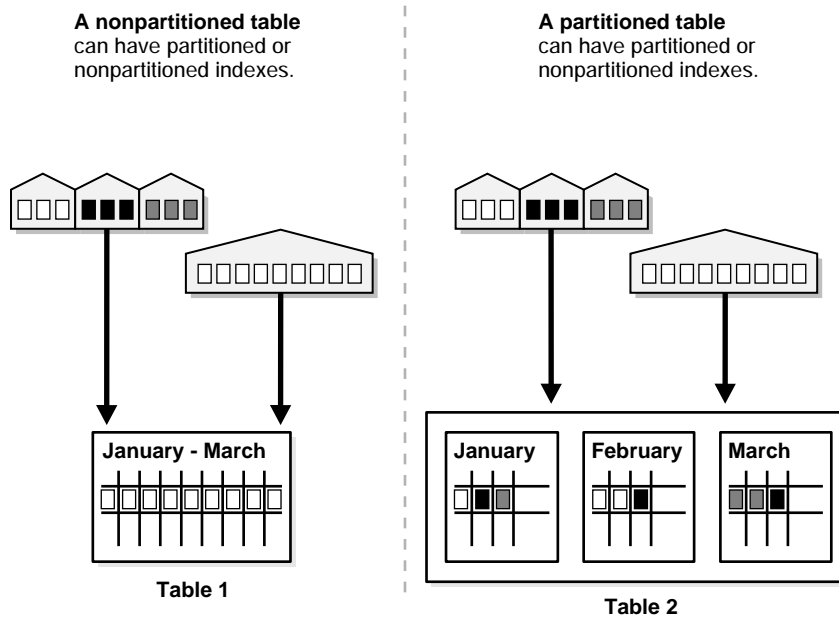 A nonpartitioned table
can have partitioned or
nonpartitioned indexes.
A partitioned table
can have partitioned or
nonpartitioned indexes.
January - March
Table 1
January
February
March
Table 2